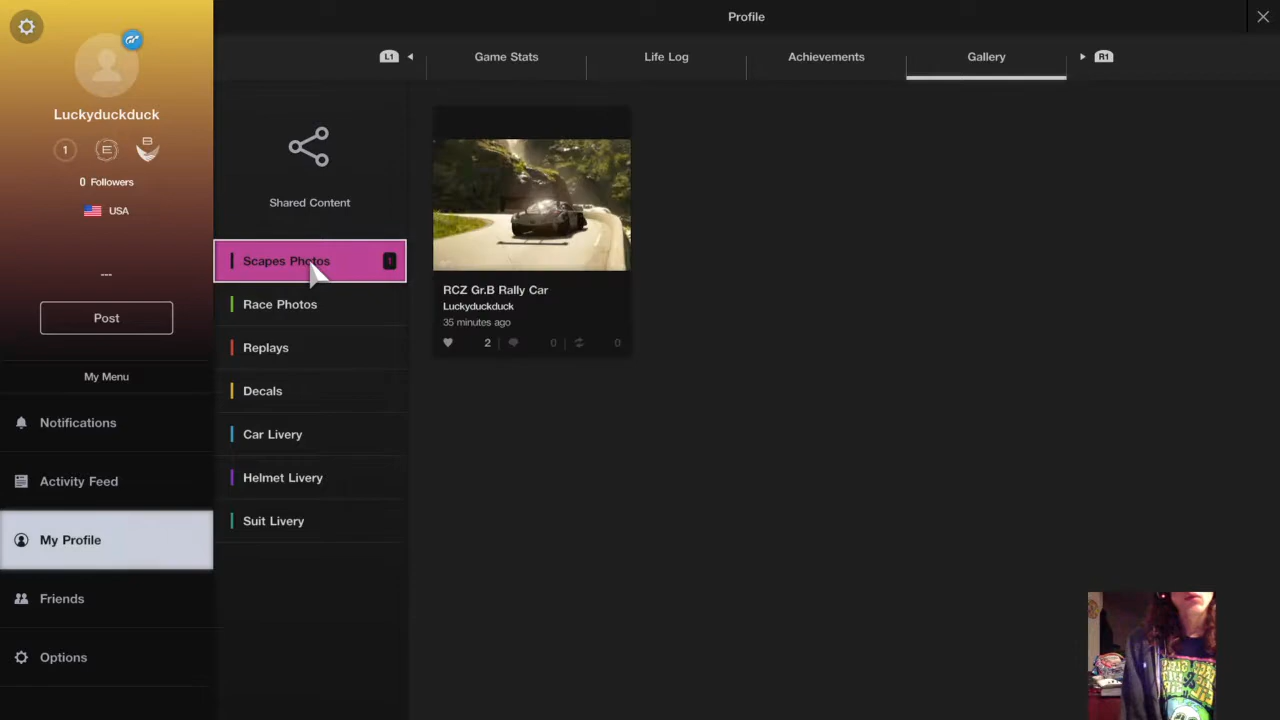 Profile
L1
Game Stats
Life Log
Achievements
Gallery
R1
Luckyduckduck
1
E
B
0 Followers
USA
---
Post
My Menu
Notifications
Activity Feed
My Profile
Friends
Options
Shared Content
Scapes Photos
1
Race Photos
Replays
Decals
Car Livery
Helmet Livery
Suit Livery
RCZ Gr.B Rally Car
Luckyduckduck
35 minutes ago
2
0
0